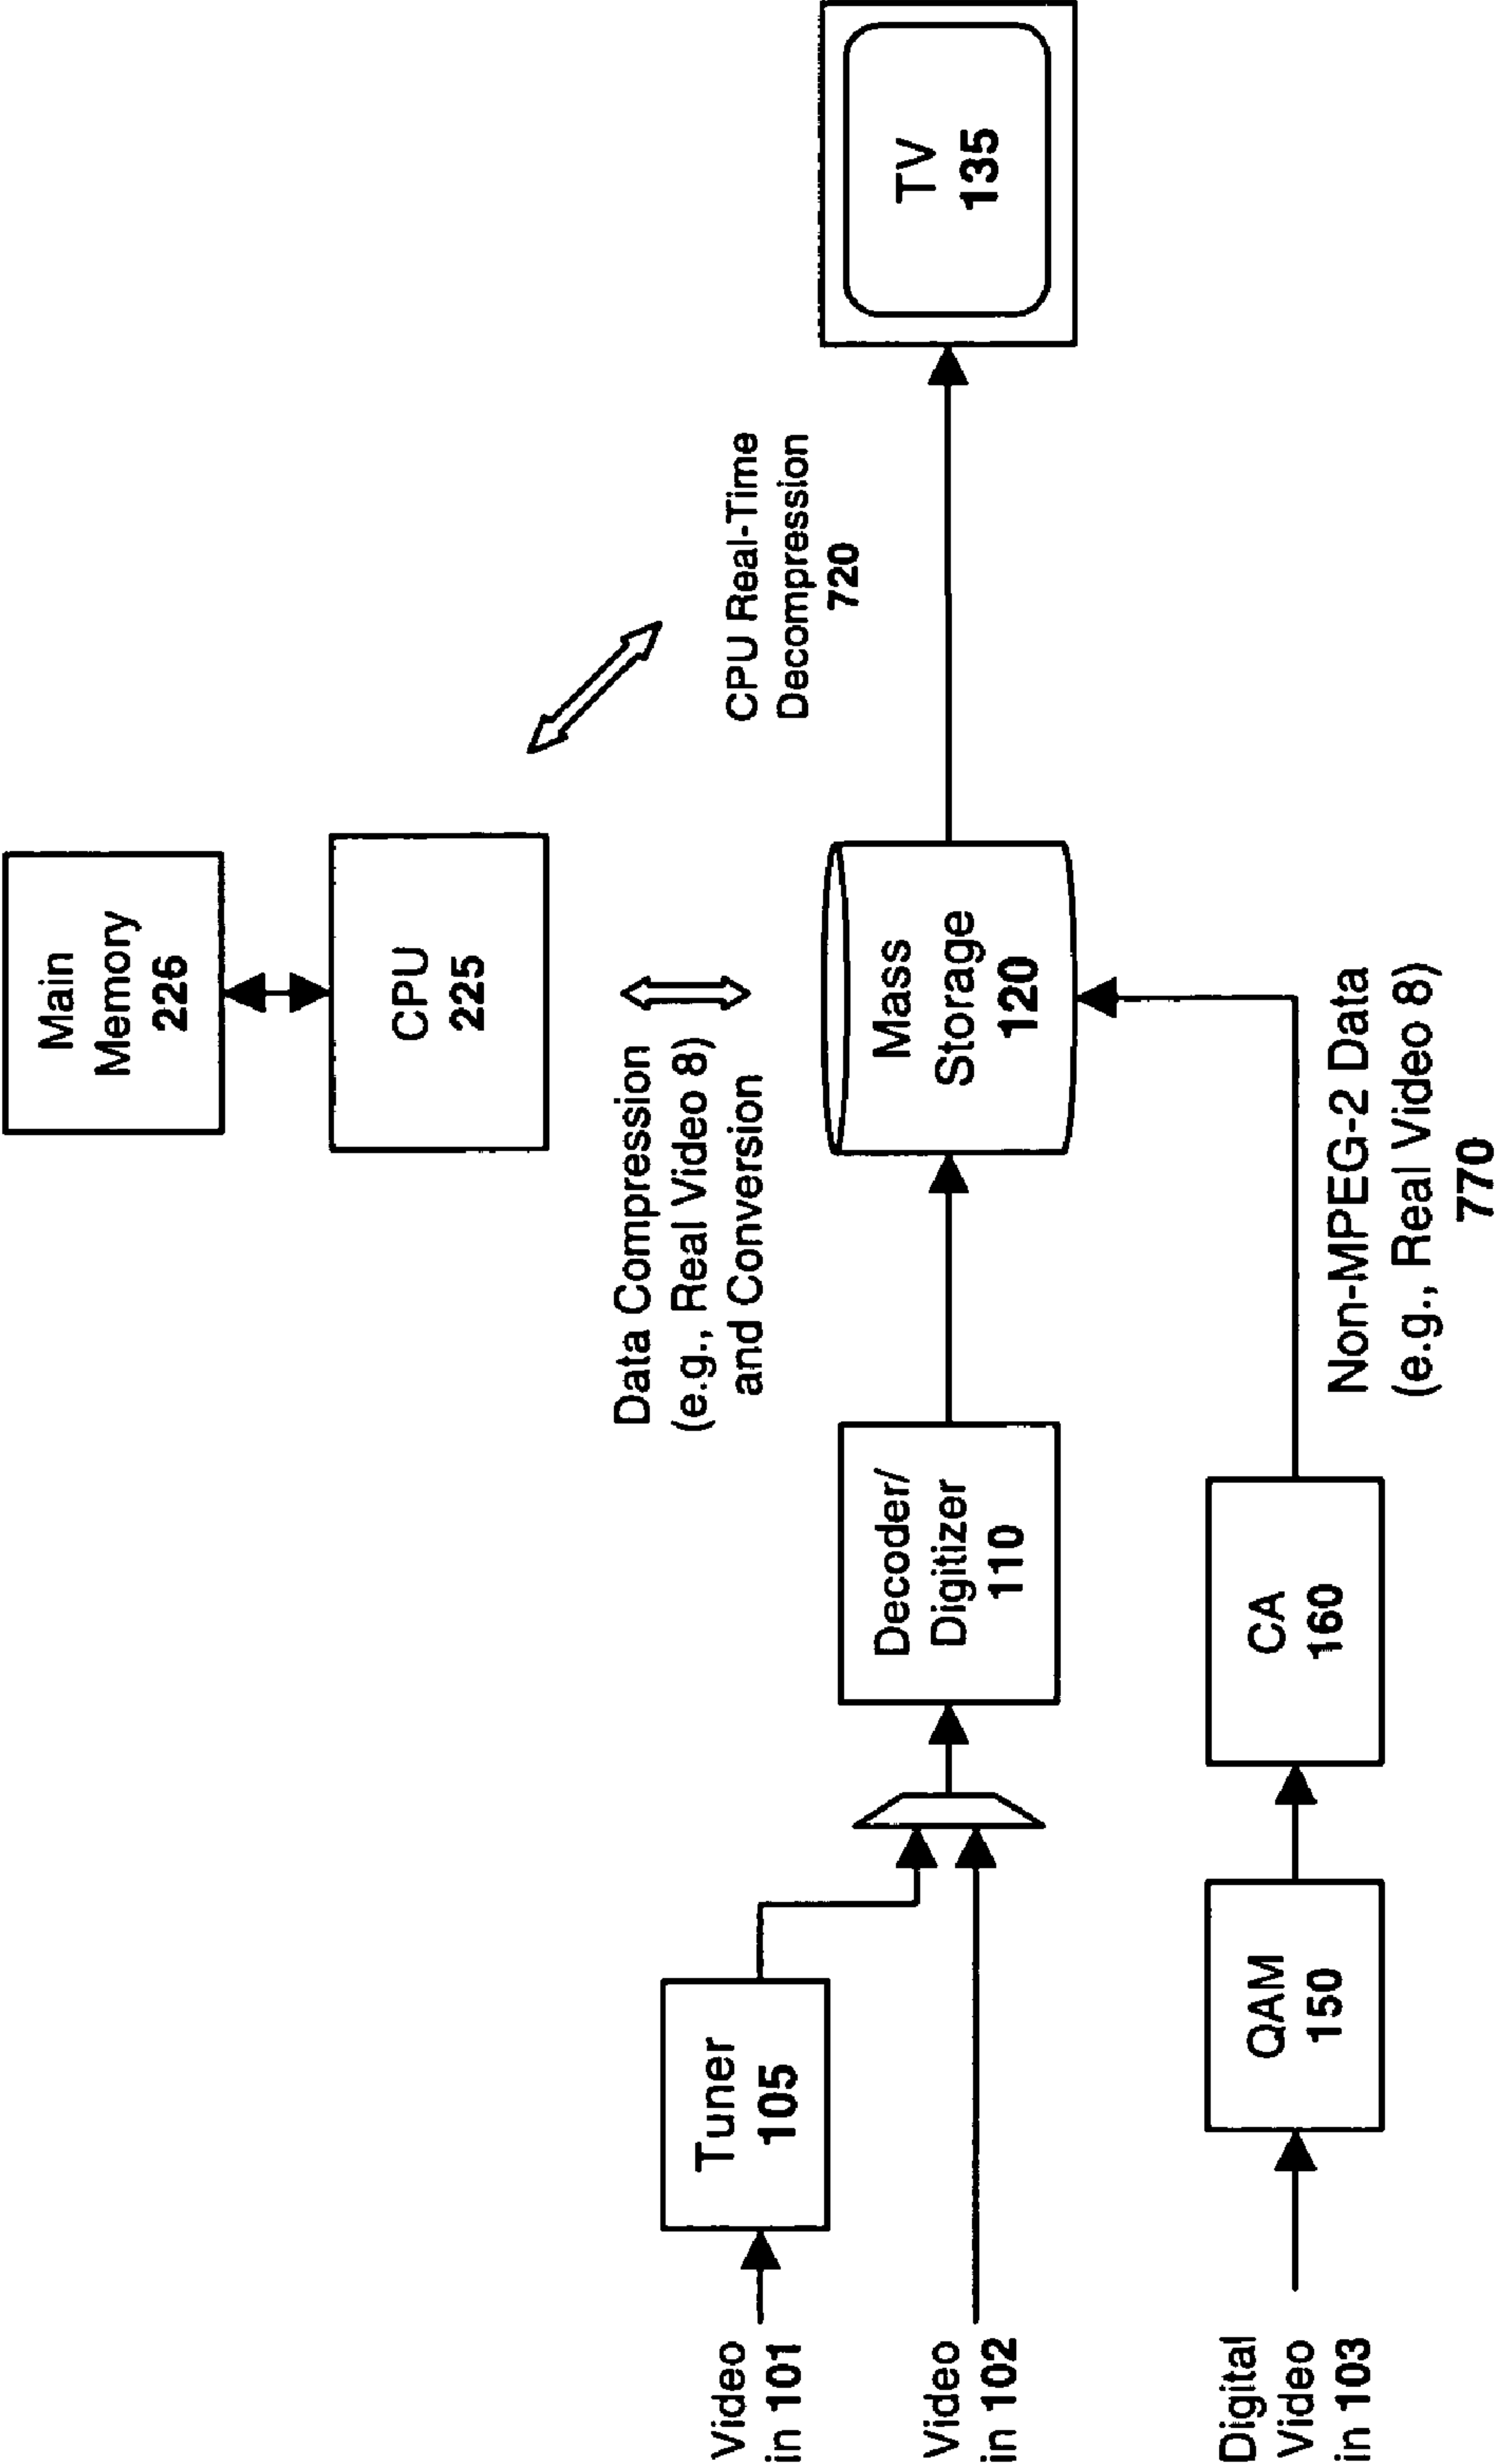 Main
Memory
226
CPU
225
Data Compression
(e.g., Real Video 8)
and Conversion
CPU Real-Time
Decompression
720
Video
in 101
Tuner
105
Video
in 102
Decoder/
Digitizer
110
Mass
Storage
120
TV
135
Digital
Video
in 103
QAM
150
CA
160
Non-MPEG-2 Data
(e.g., Real Video 8)
770